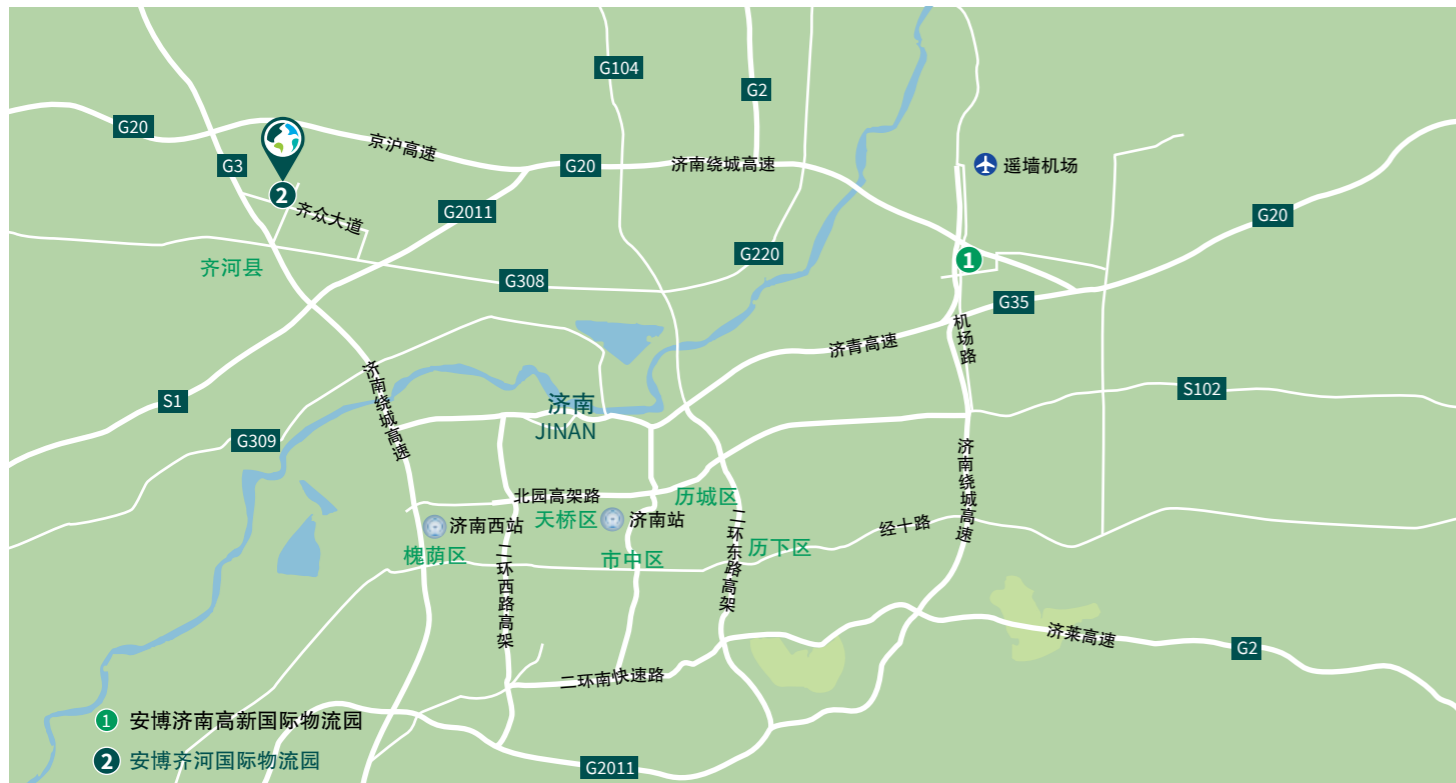 G104
G2
G20
京沪高速
G3
G20
济南绕城高速
遥墙机场
2
齐众大道
G2011
G20
齐河县
G220
1
G308
G35
机场路
济青高速
济南绕城高速
S1
济南
JINAN
S102
G309
济南绕城高速
北园高架路
历城区
天桥区
济南站
济南西站
二环东路高架
经十路
槐荫区
市中区
历下区
二环西路高架
济莱高速
G2
二环南快速路
1 安博济南高新国际物流园
2 安博齐河国际物流园
G2011